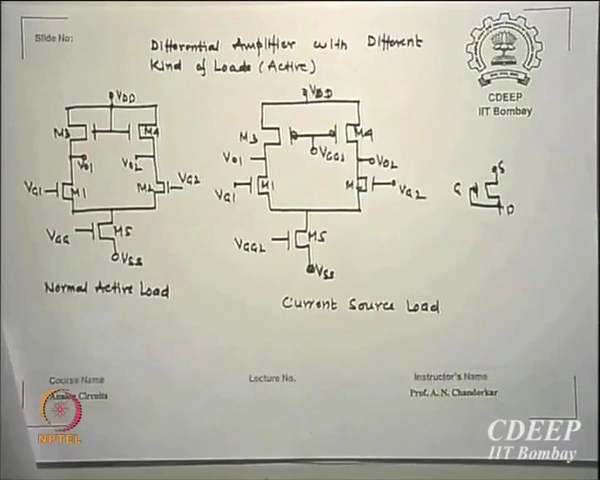 Slide No:
Differential Amplifier with Different
Kind of Loads (Active)
CDEEP
IIT Bombay
VDD
M3
M4
VO1
VO2
VG1
M1
M2
VG2
VGG
M5
VSS
Normal Active Load
VDD
M3
M4
VGG1
VO1
VO2
VG1
M1
M2
VG2
VGG2
M5
VSS
Current Source Load
S
G
D
Course Name
Analog Circuits
Lecture No.
Instructor's Name
Prof. A. N. Chandorkar
NPTEL
CDEEP
IIT Bombay